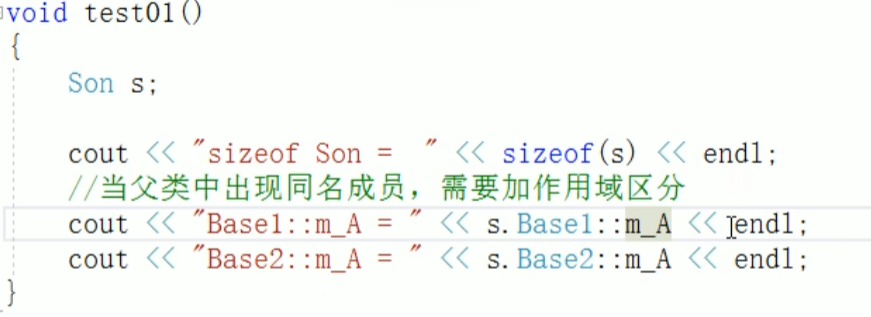 void test01()
{
Son s;
cout << "sizeof Son =  " << sizeof(s) << endl;
//当父类中出现同名成员，需要加作用域区分
cout << "Base1::m_A = " << s.Base1::m_A << endl;
cout << "Base2::m_A = " << s.Base2::m_A << endl;
}